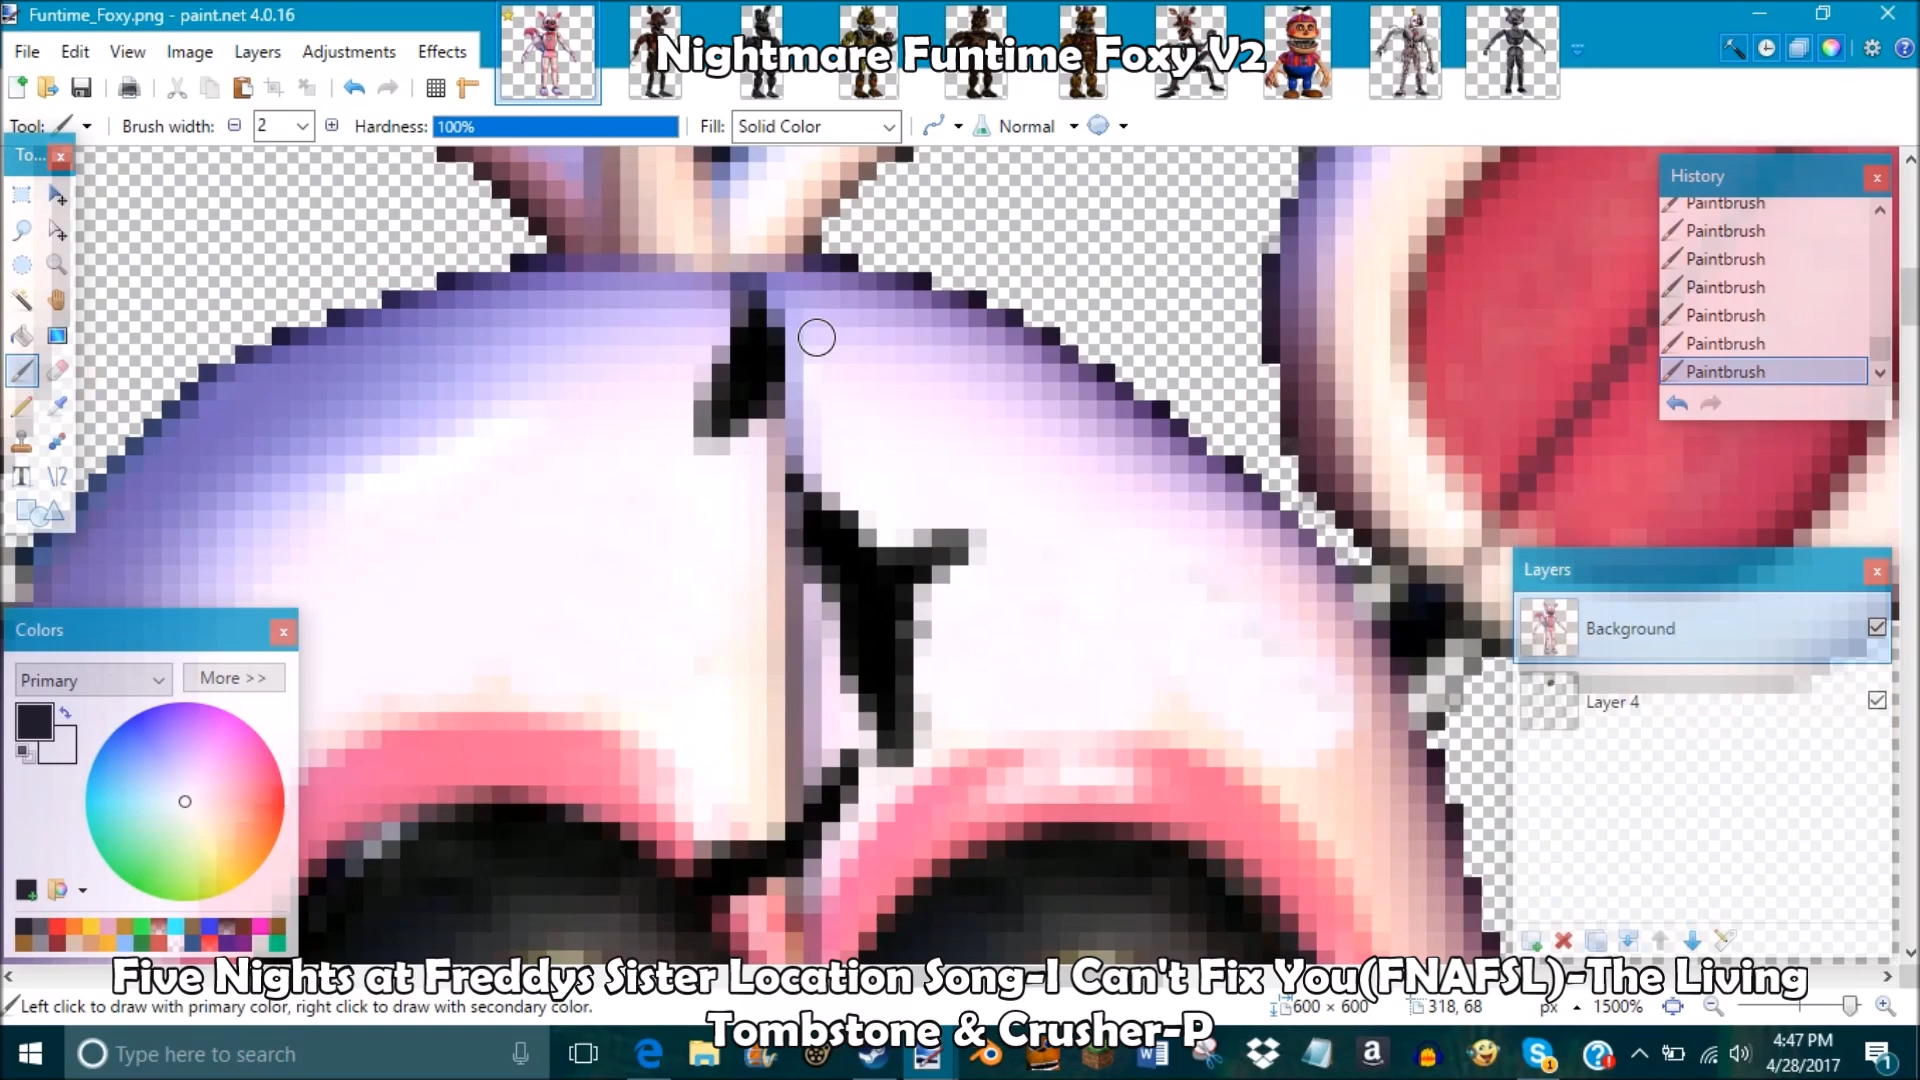 Funtime_Foxy.png - paint.net 4.0.16
File Edit View Image Layers Adjustments Effects
Nightmare Funtime Foxy V2
Tool: Brush width: 2 Hardness: 100% Fill: Solid Color Normal
To...
History
Paintbrush
Paintbrush
Paintbrush
Paintbrush
Paintbrush
Paintbrush
Paintbrush
Layers
Background
Layer 4
Colors
Primary More >>
Five Nights at Freddys Sister Location Song-I Can't Fix You(FNAFSL)-The Living
Tombstone & Crusher-P
Left click to draw with primary color, right click to draw with secondary color.
600 × 600 318, 68 px 1500%
Type here to search
4:47 PM
4/28/2017